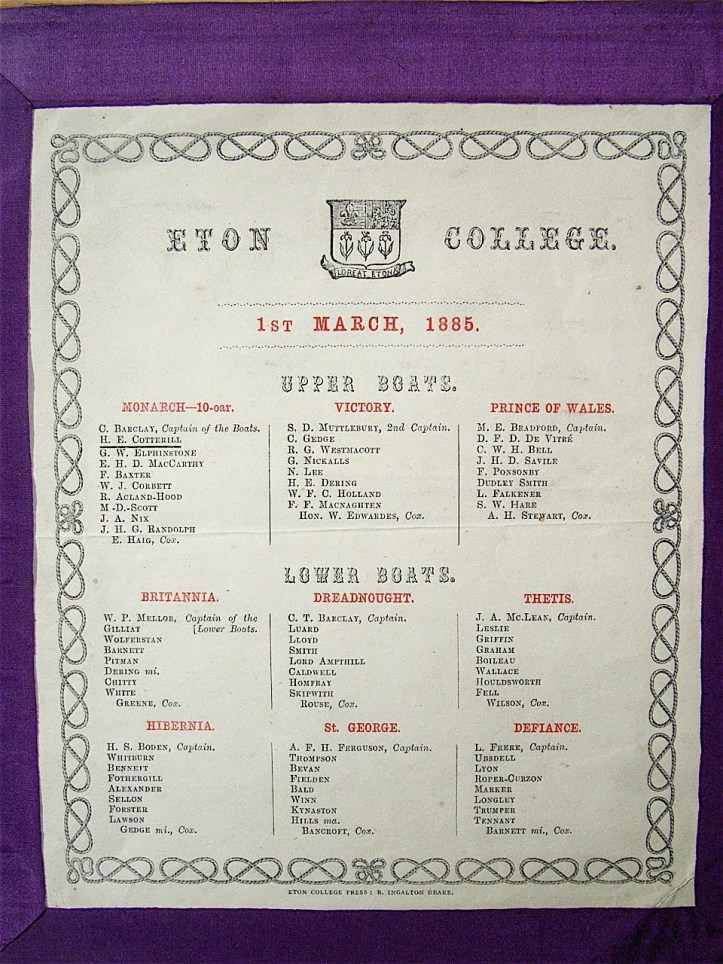 ETON COLLEGE.
FLOREAT ETONA
1ST MARCH, 1885.
UPPER BOATS.
MONARCH—10-oar.
C. BARCLAY, Captain of the Boats.
H. E. COTTERILL
G. W. ELPHINSTONE
E. H. D. MACCARTHY
F. BAXTER
W. J. CORBETT
R. ACLAND-HOOD
M-D.-SCOTT
J. A. NIX
J. H. G. RANDOLPH
E. HAIG, Cox.
VICTORY.
S. D. MUTTLEBURY, 2nd Captain.
C. GEDGE
R. G. WESTMACOTT
G. NICKALLS
N. LEE
H. E. DERING
W. F. C. HOLLAND
F. F. MACNAGHTEN
HON. W. EDWARDES, Cox.
PRINCE OF WALES.
M. E. BRADFORD, Captain.
D. F. D. DE VITRÉ
C. W. H. BELL
J. H. D. SAVILE
F. PONSONBY
DUDLEY SMITH
L. FALKENER
S. W. HARE
A. H. STEWART, Cox.
LOWER BOATS.
BRITANNIA.
W. P. MELLOR, Captain of the
GILLIAT [Lower Boats.
WOLFERSTAN
BARNETT
PITMAN
DERING mi.
CHITTY
WHITE
GREENE, Cox.
DREADNOUGHT.
C. T. BARCLAY, Captain.
LUARD
LLOYD
SMITH
LORD AMPTHILL
CALDWELL
HOMFRAY
SKIPWITH
ROUSE, Cox.
THETIS.
J. A. MC.LEAN, Captain.
LESLIE
GRIFFIN
GRAHAM
BOILEAU
WALLACE
HOULDSWORTH
FELL
WILSON, Cox.
HIBERNIA.
H. S. BODEN, Captain.
WHITBURN
BENNETT
FOTHERGILL
ALEXANDER
SELLON
FORSTER
LAWSON
GEDGE mi., Cox.
St. GEORGE.
A. F. H. FERGUSON, Captain.
THOMPSON
BEVAN
FIELDEN
BALD
WINN
KYNASTON
HILLS ma.
BANCROFT, Cox.
DEFIANCE.
L. FRERE, Captain.
UBSDELL
LYON
ROPER-CURZON
MARKER
LONGLEY
TRUMPER
TENNANT
BARNETT mi., Cox.
ETON COLLEGE PRESS: R. INGALTON DRAKE.